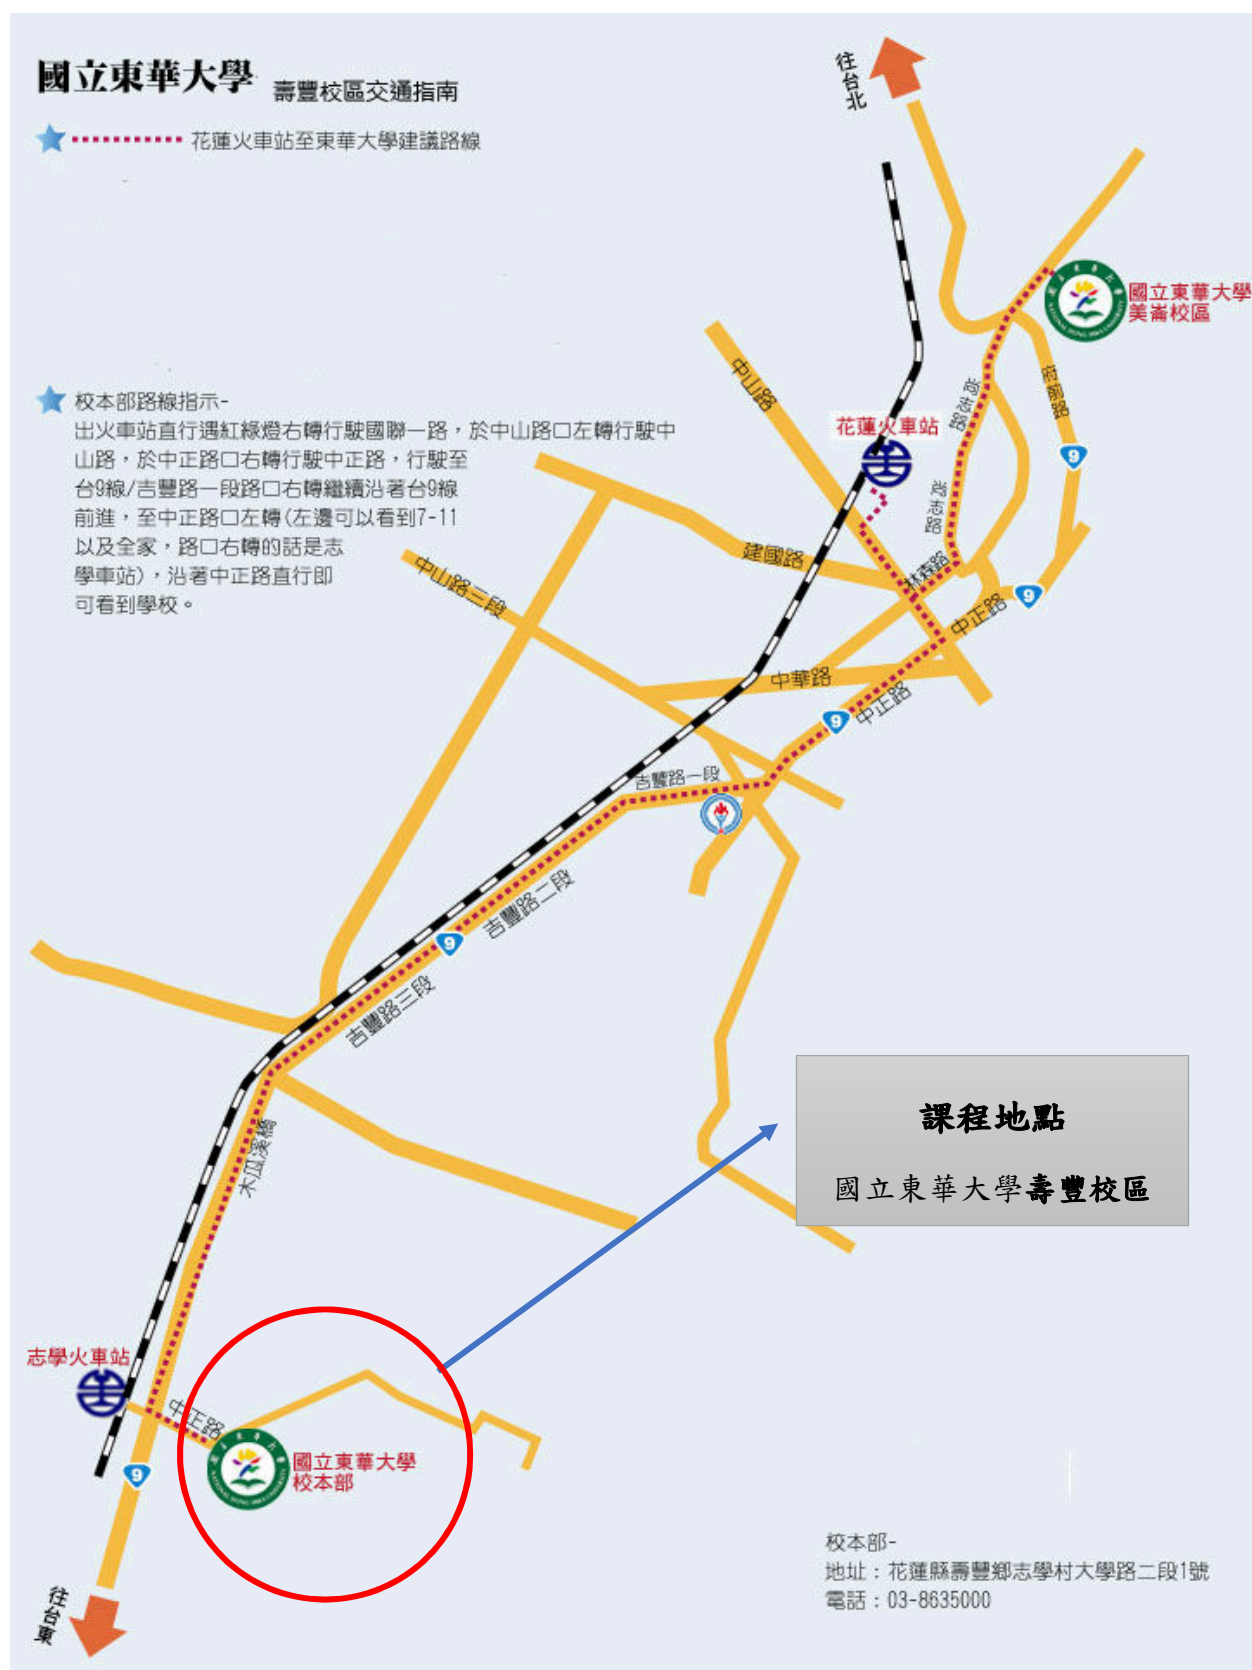 國立東華大學 壽豐校區交通指南
花蓮火車站至東華大學建議路線
往台北
國立東華大學
美崙校區
中山路
府前路
尚志路
花蓮火車站
9
校本部路線指示-
出火車站直行遇紅綠燈右轉行駛國聯一路，於中山路口左轉行駛中
山路，於中正路口右轉行駛中正路，行駛至
台9線/吉豐路一段路口右轉繼續沿著台9線
前進，至中正路口左轉(左邊可以看到7-11
以及全家，路口右轉的話是志
學車站)，沿著中正路直行即
可看到學校。
尚志路
建國路
林森路
中山路三段
9
中正路
中華路
中正路
9
吉豐路一段
吉豐路二段
9
吉豐路三段
木瓜溪橋
課程地點
國立東華大學壽豐校區
志學火車站
中正路
國立東華大學
校本部
9
往台東
校本部-
地址：花蓮縣壽豐鄉志學村大學路二段1號
電話：03-8635000